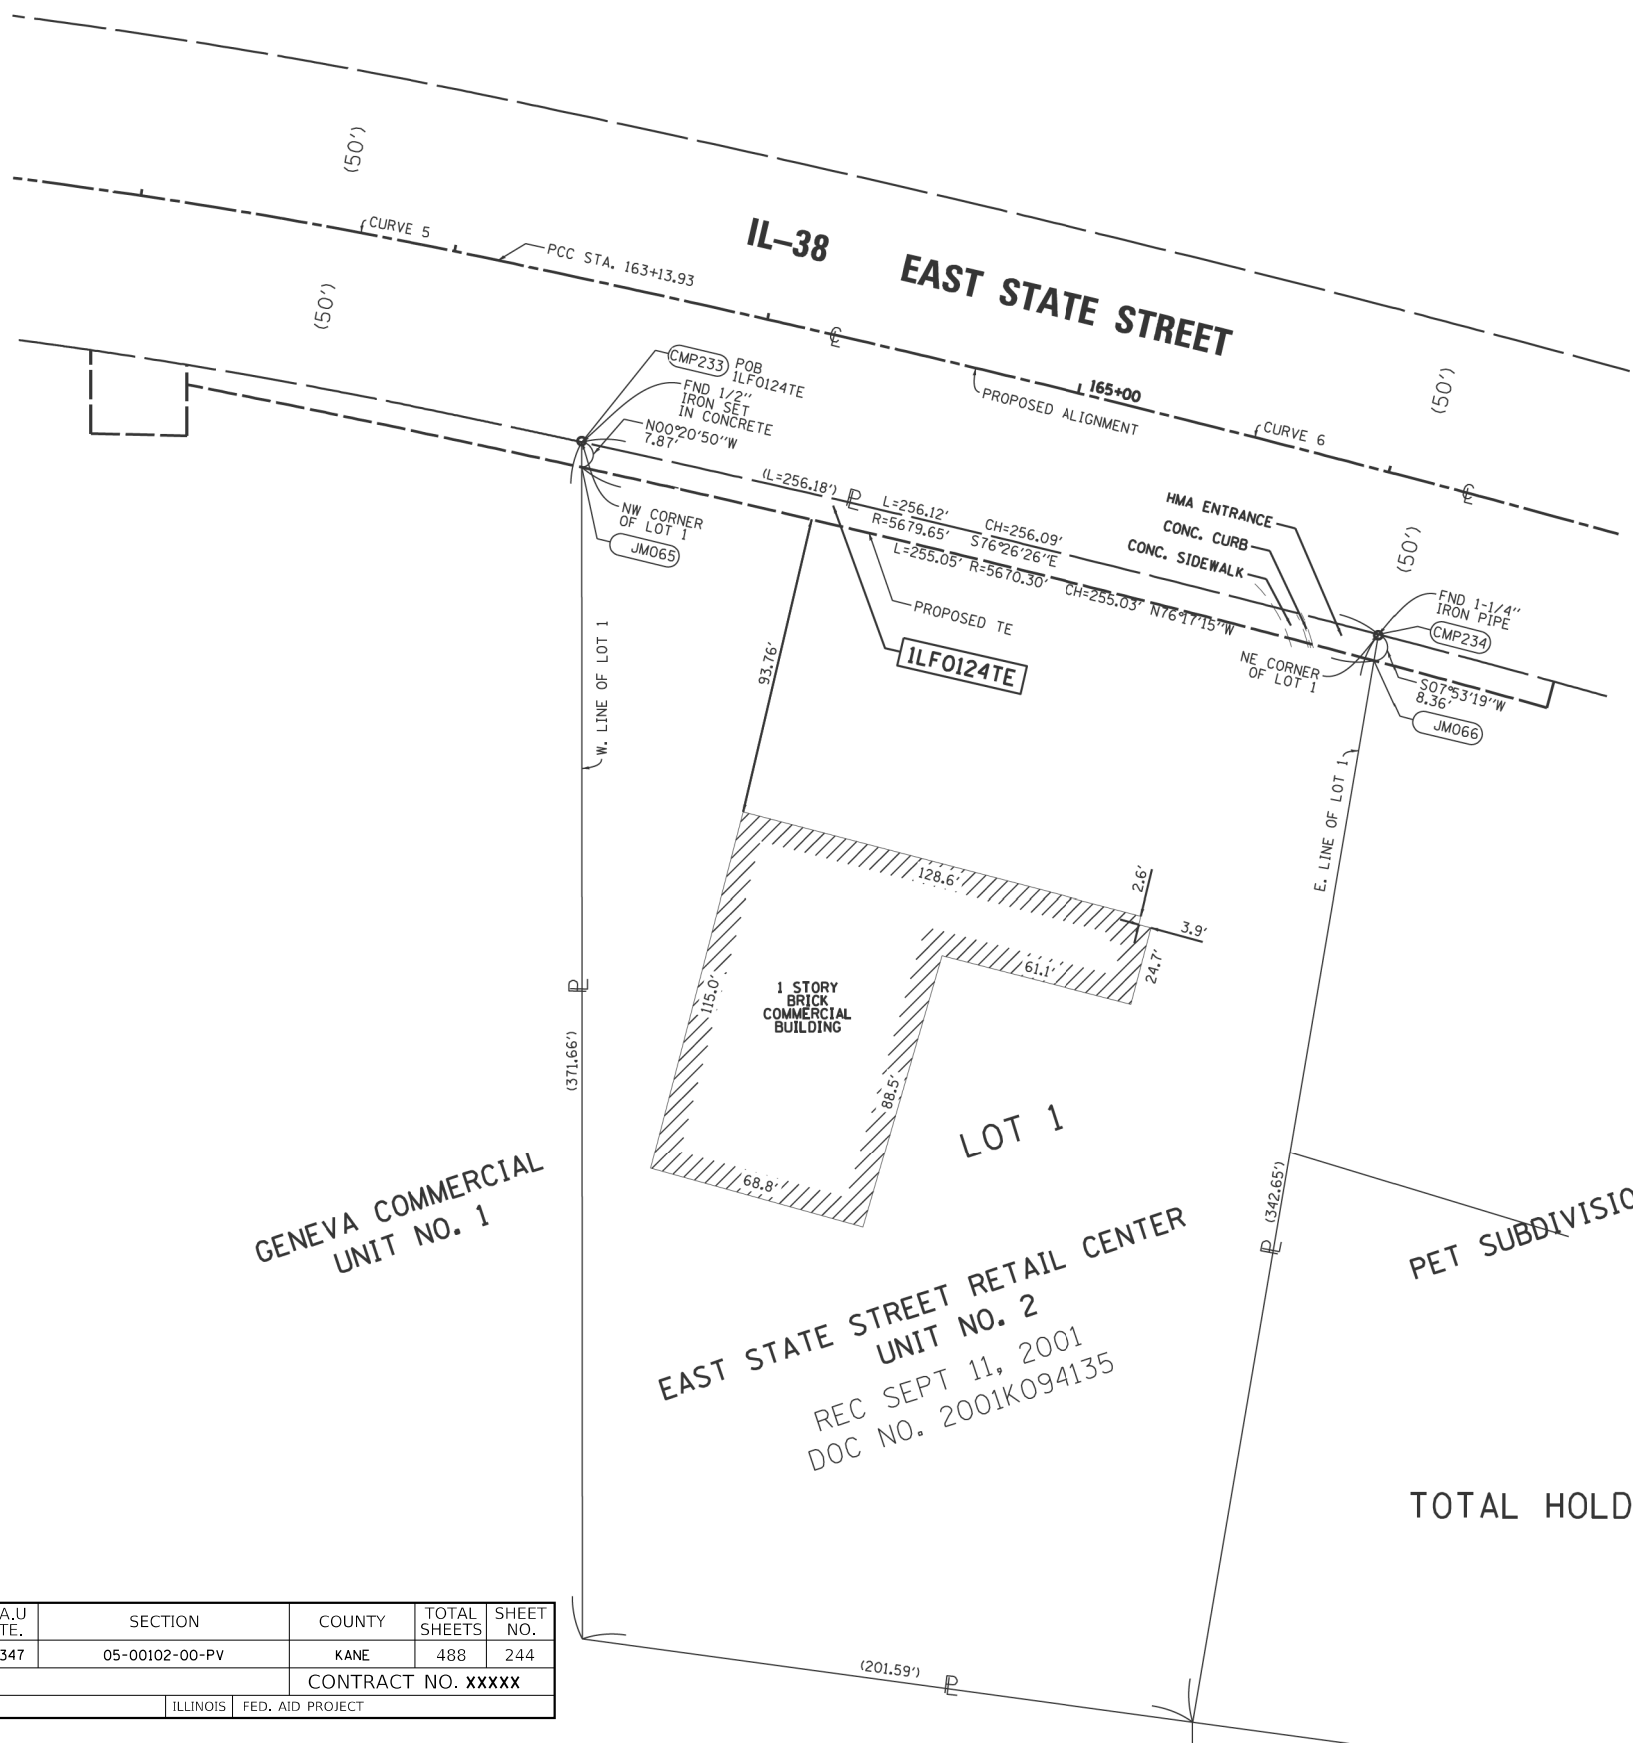 (50')
CURVE 5
PCC STA. 163+13.93
IL-38 EAST STATE STREET
(50')
(50')
165+00
PROPOSED ALIGNMENT
CURVE 6
CMP233 POB
1LF0124TE
FND 1/2"
IRON SET
IN CONCRETE
N00°20'50"W
7.87'
NW CORNER
OF LOT 1
JM065
(L=256.18')
L=256.12' CH=256.09'
R=5679.65' S76°26'26"E
L=255.05' R=5670.30' CH=255.03' N76°17'15"W
HMA ENTRANCE
CONC. CURB
CONC. SIDEWALK
(50')
FND 1-1/4"
IRON PIPE
CMP234
PROPOSED TE
1LF0124TE
NE CORNER
OF LOT 1
S07°53'19"W
8.36'
JM066
W. LINE OF LOT 1
93.76'
E. LINE OF LOT 1
128.6'
2.6'
3.9'
24.7'
61.1'
115.0'
1 STORY
BRICK
COMMERCIAL
BUILDING
88.5'
68.8'
(371.66')
LOT 1
(342.65')
GENEVA COMMERCIAL
UNIT NO. 1
EAST STATE STREET RETAIL CENTER
UNIT NO. 2
REC SEPT 11, 2001
DOC NO. 2001K094135
PET SUBDIVISIO
TOTAL HOLD
(201.59')
A.U
TE. SECTION COUNTY TOTAL SHEETS SHEET NO.
347 05-00102-00-PV KANE 488 244
CONTRACT NO. XXXXX
ILLINOIS FED. AID PROJECT